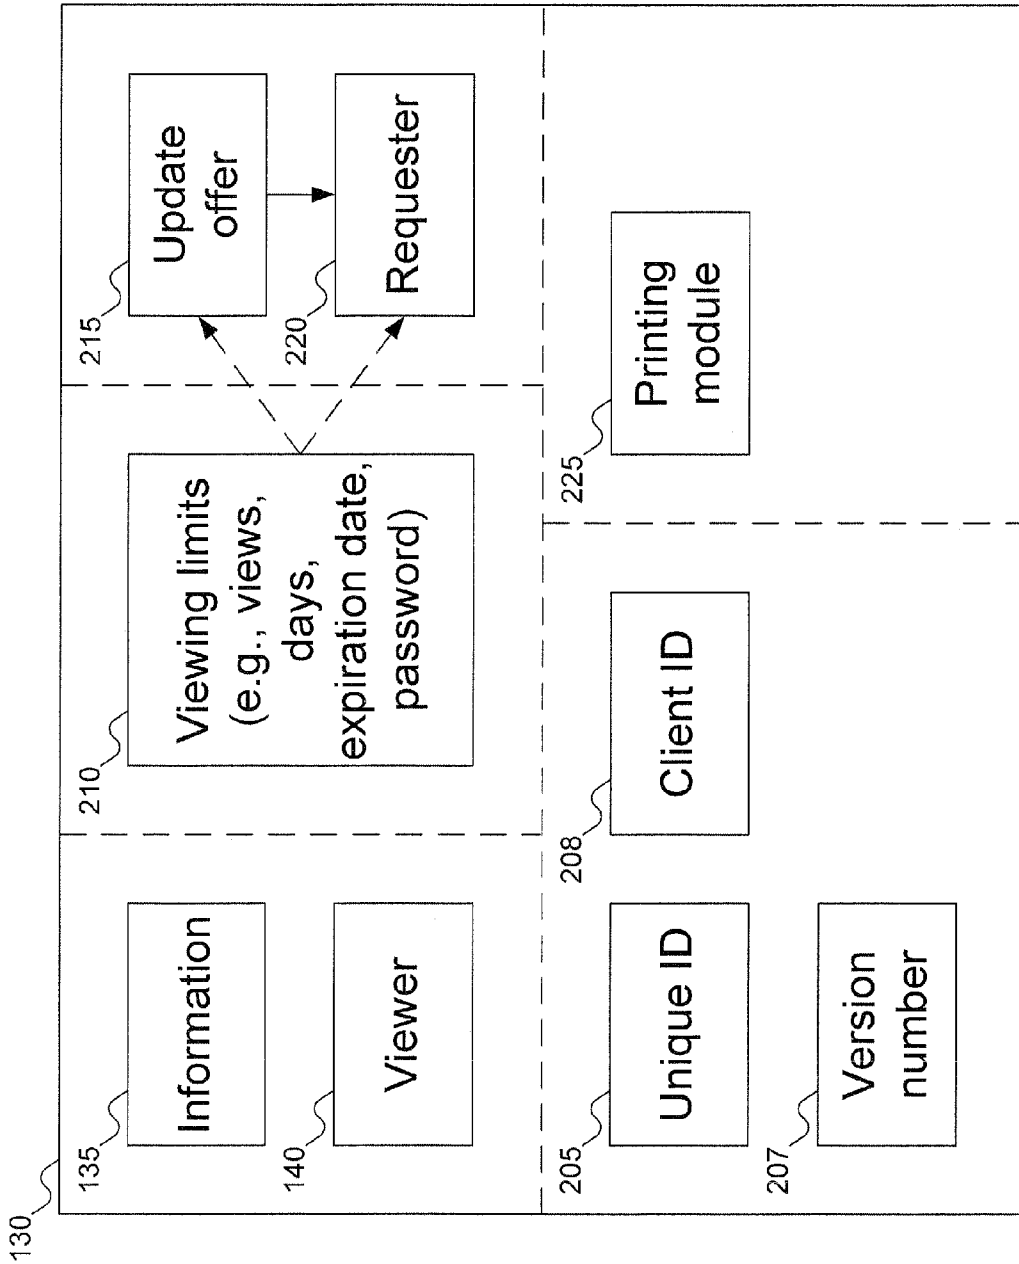 130
135
Information
140
Viewer
210
Viewing limits
(e.g., views,
days,
expiration date,
password)
215
Update
offer
220
Requester
205
Unique ID
207
Version
number
208
Client ID
225
Printing
module